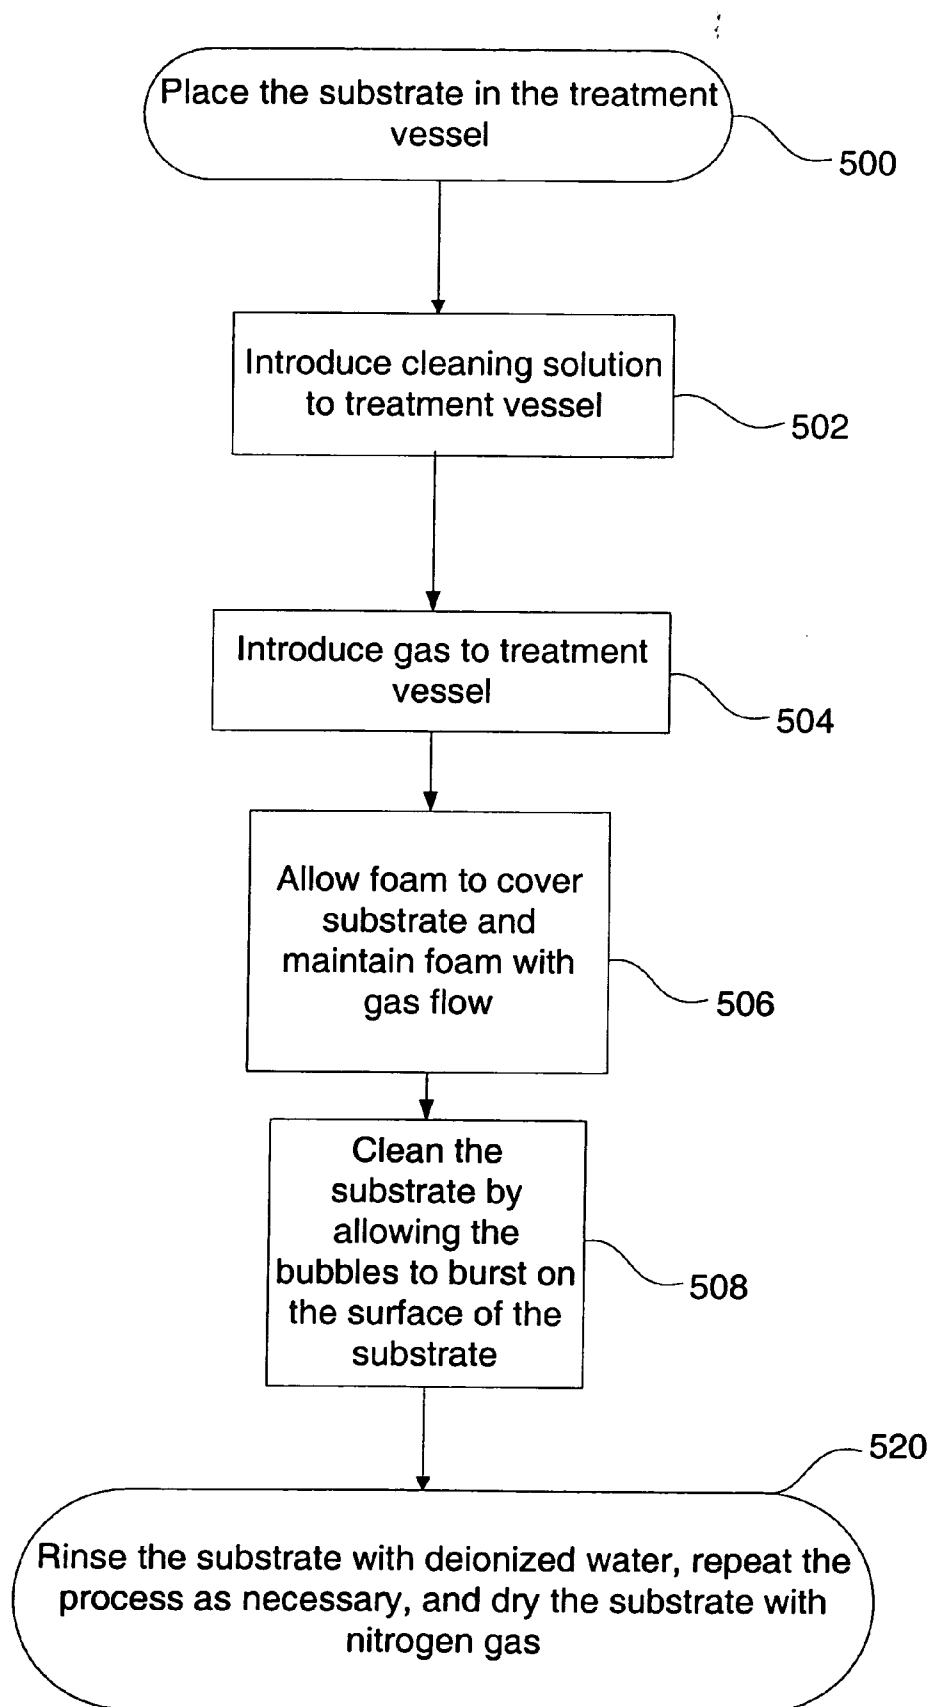 Place the substrate in the treatment
vessel
500
Introduce cleaning solution
to treatment vessel
502
Introduce gas to treatment
vessel
504
Allow foam to cover
substrate and
maintain foam with
gas flow
506
Clean the
substrate by
allowing the
bubbles to burst on
the surface of the
substrate
508
520
Rinse the substrate with deionized water, repeat the
process as necessary, and dry the substrate with
nitrogen gas